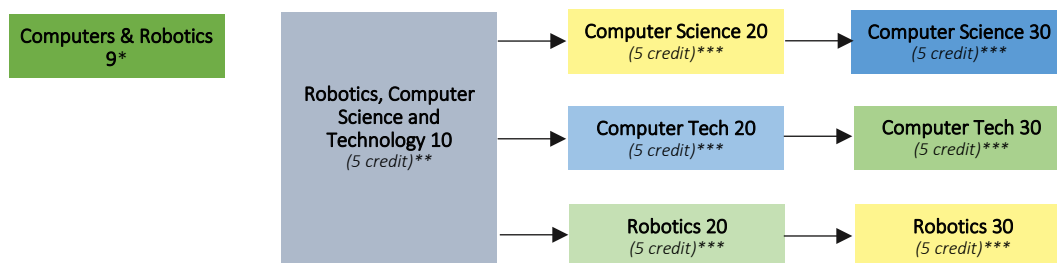 Computers & Robotics
9*
Robotics, Computer
Science and
Technology 10
(5 credit)**
Computer Science 20
(5 credit)***
Computer Science 30
(5 credit)***
Computer Tech 20
(5 credit)***
Computer Tech 30
(5 credit)***
Robotics 20
(5 credit)***
Robotics 30
(5 credit)***